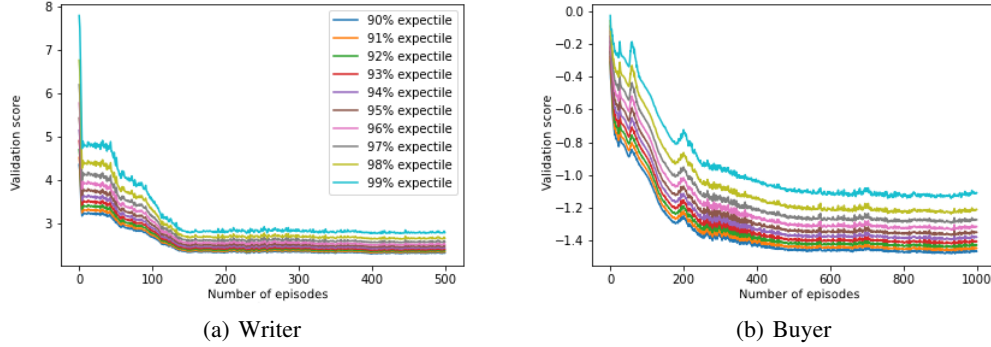 8
7
6
5
4
3
Validation score
0
100
200
300
400
500
Number of episodes
90% expectile
91% expectile
92% expectile
93% expectile
94% expectile
95% expectile
96% expectile
97% expectile
98% expectile
99% expectile
(a) Writer
0.0
−0.2
−0.4
−0.6
−0.8
−1.0
−1.2
−1.4
Validation score
0
200
400
600
800
1000
Number of episodes
(b) Buyer